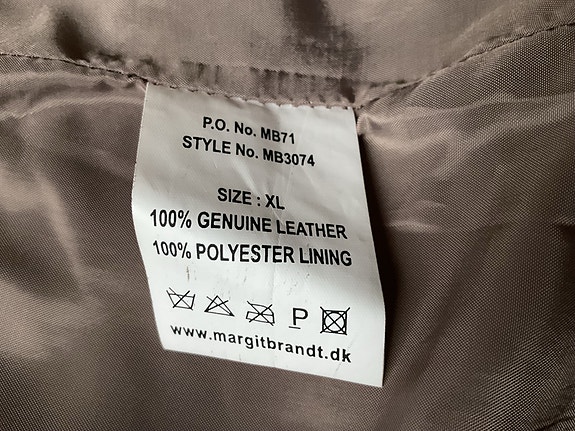 P.O. No. MB71
STYLE No. MB3074
SIZE : XL
100% GENUINE LEATHER
100% POLYESTER LINING
P
www.margitbrandt.dk